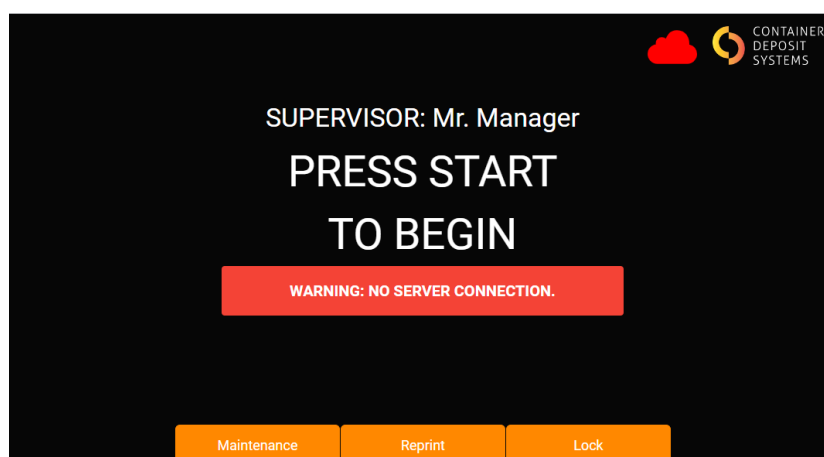 CONTAINER
DEPOSIT
SYSTEMS
SUPERVISOR: Mr. Manager
PRESS START
TO BEGIN
WARNING: NO SERVER CONNECTION.
Maintenance
Reprint
Lock